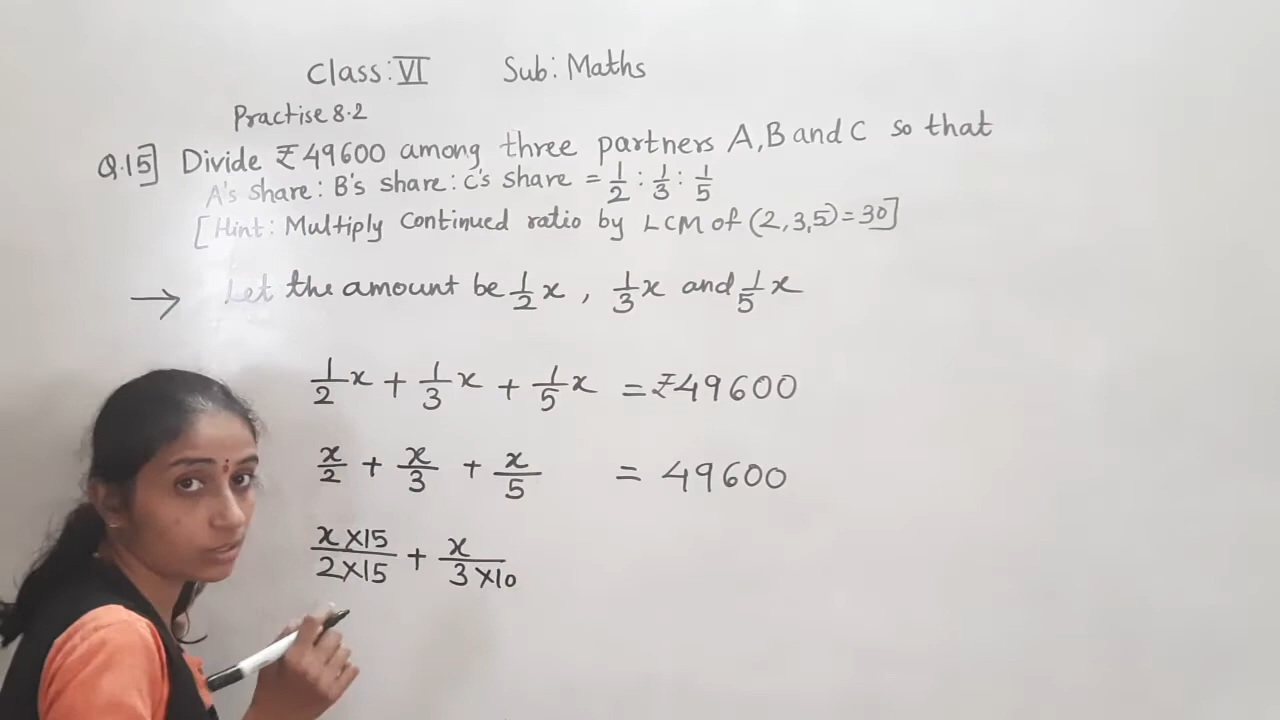 Class: VI Sub: Maths
Practise 8.2
Q.15] Divide ₹49600 among three partners A, B and C so that
A's share : B's share : C's share = 1/2 : 1/3 : 1/5
[Hint: Multiply Continued ratio by LCM of (2,3,5) = 30]
→ Let the amount be 1/2 x, 1/3 x and 1/5 x
1/2 x + 1/3 x + 1/5 x = ₹49600
x/2 + x/3 + x/5 = 49600
x×15/2×15 + x/3×10